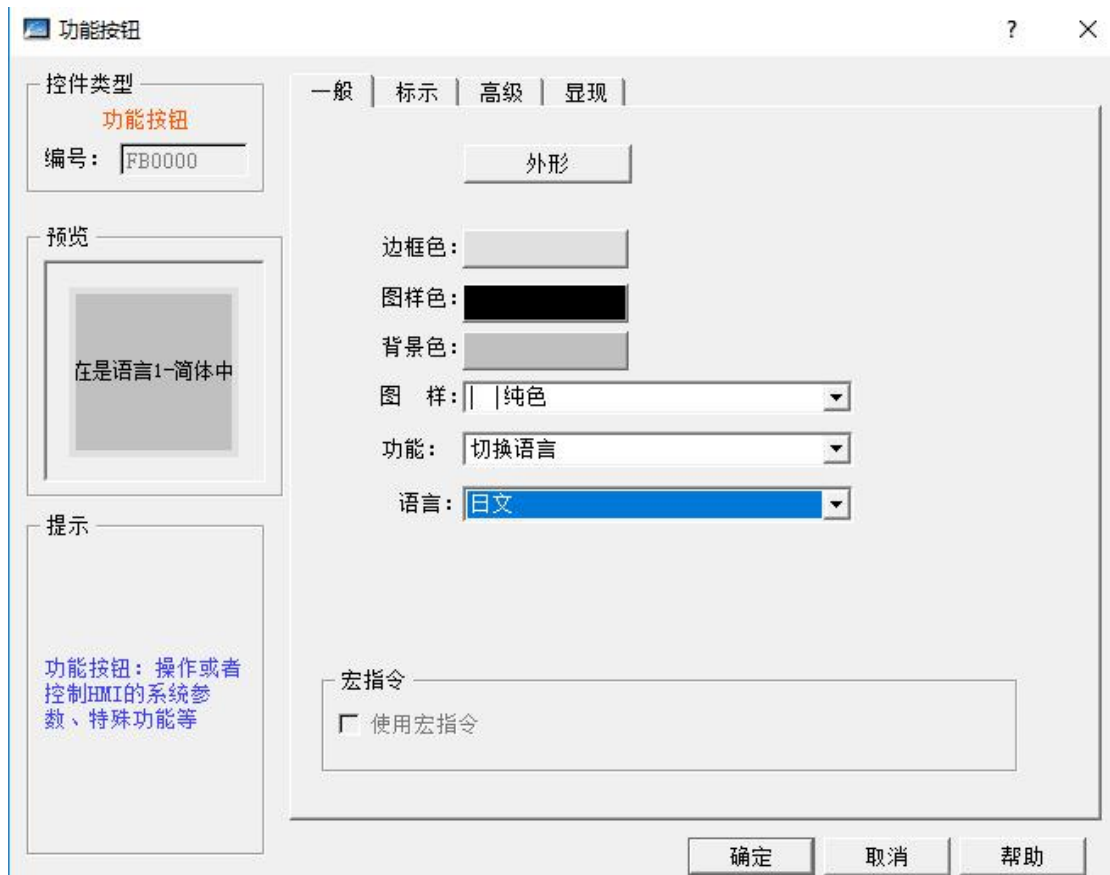 功能按钮
控件类型
功能按钮
编号： FB0000
预览
在是语言1-简体中
提示
功能按钮：操作或者
控制HMI的系统参
数、特殊功能等
一般 标示 高级 显现
外形
边框色：
图样色：
背景色：
图 样： 纯色
功能： 切换语言
语言： 日文
宏指令
使用宏指令
确定 取消 帮助